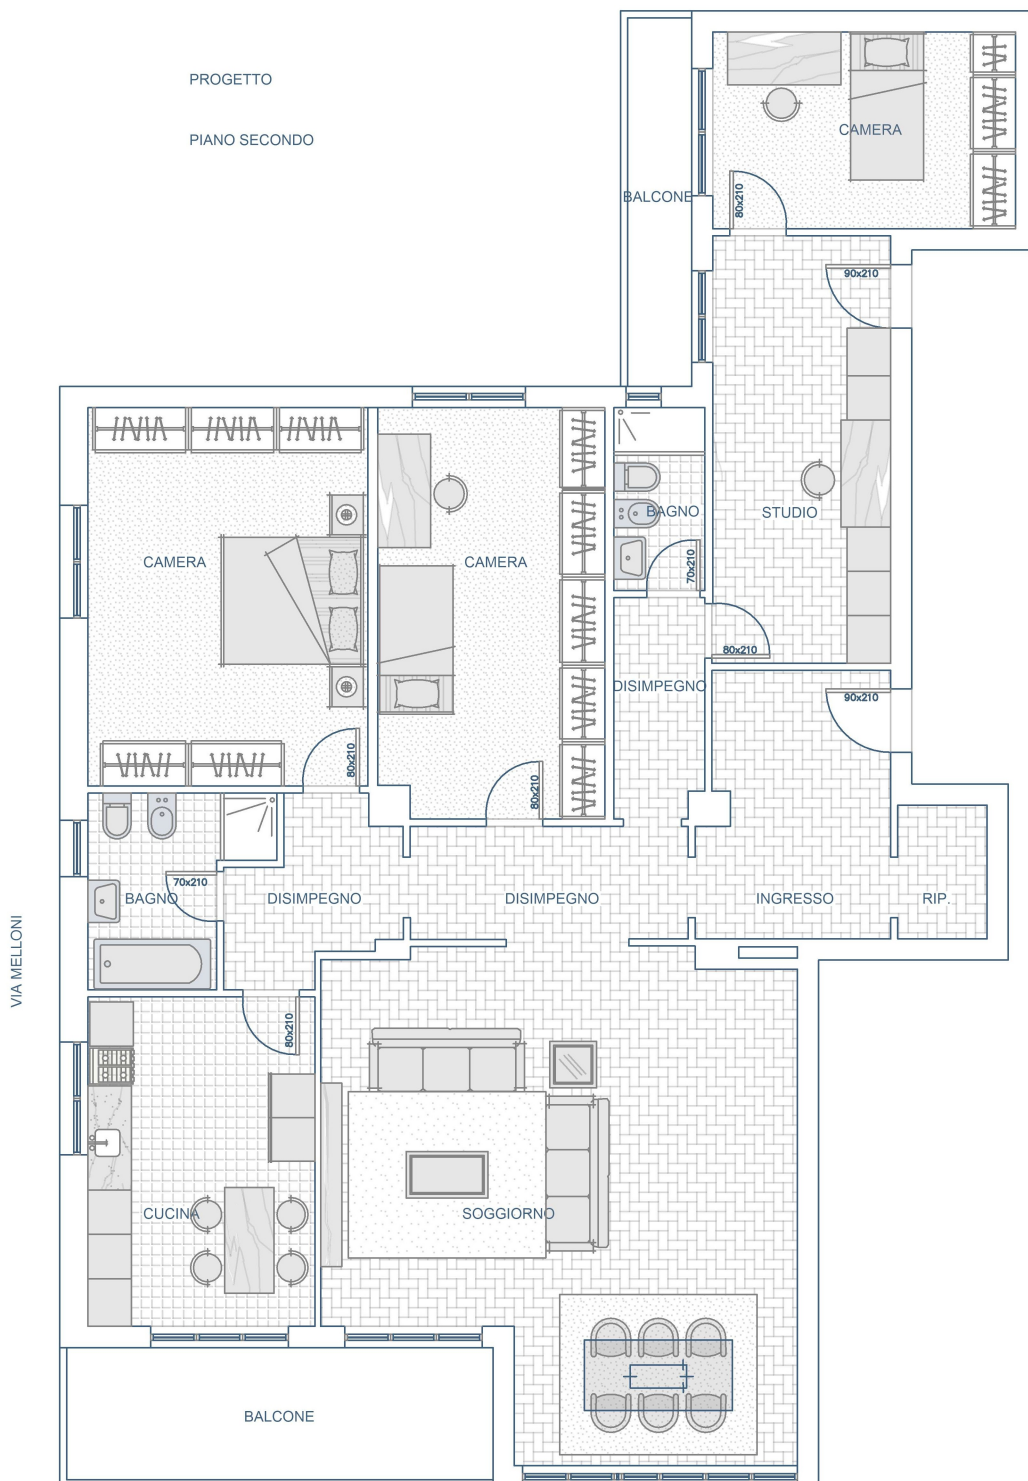 PROGETTO
PIANO SECONDO
CAMERA
80x210
BALCONE
90x210
CAMERA
CAMERA
BAGNO
STUDIO
70x210
80x210
DISIMPEGNO
90x210
80x210
80x210
70x210
BAGNO
DISIMPEGNO
DISIMPEGNO
INGRESSO
RIP.
VIA MELLONI
80x210
CUCINA
SOGGIORNO
BALCONE